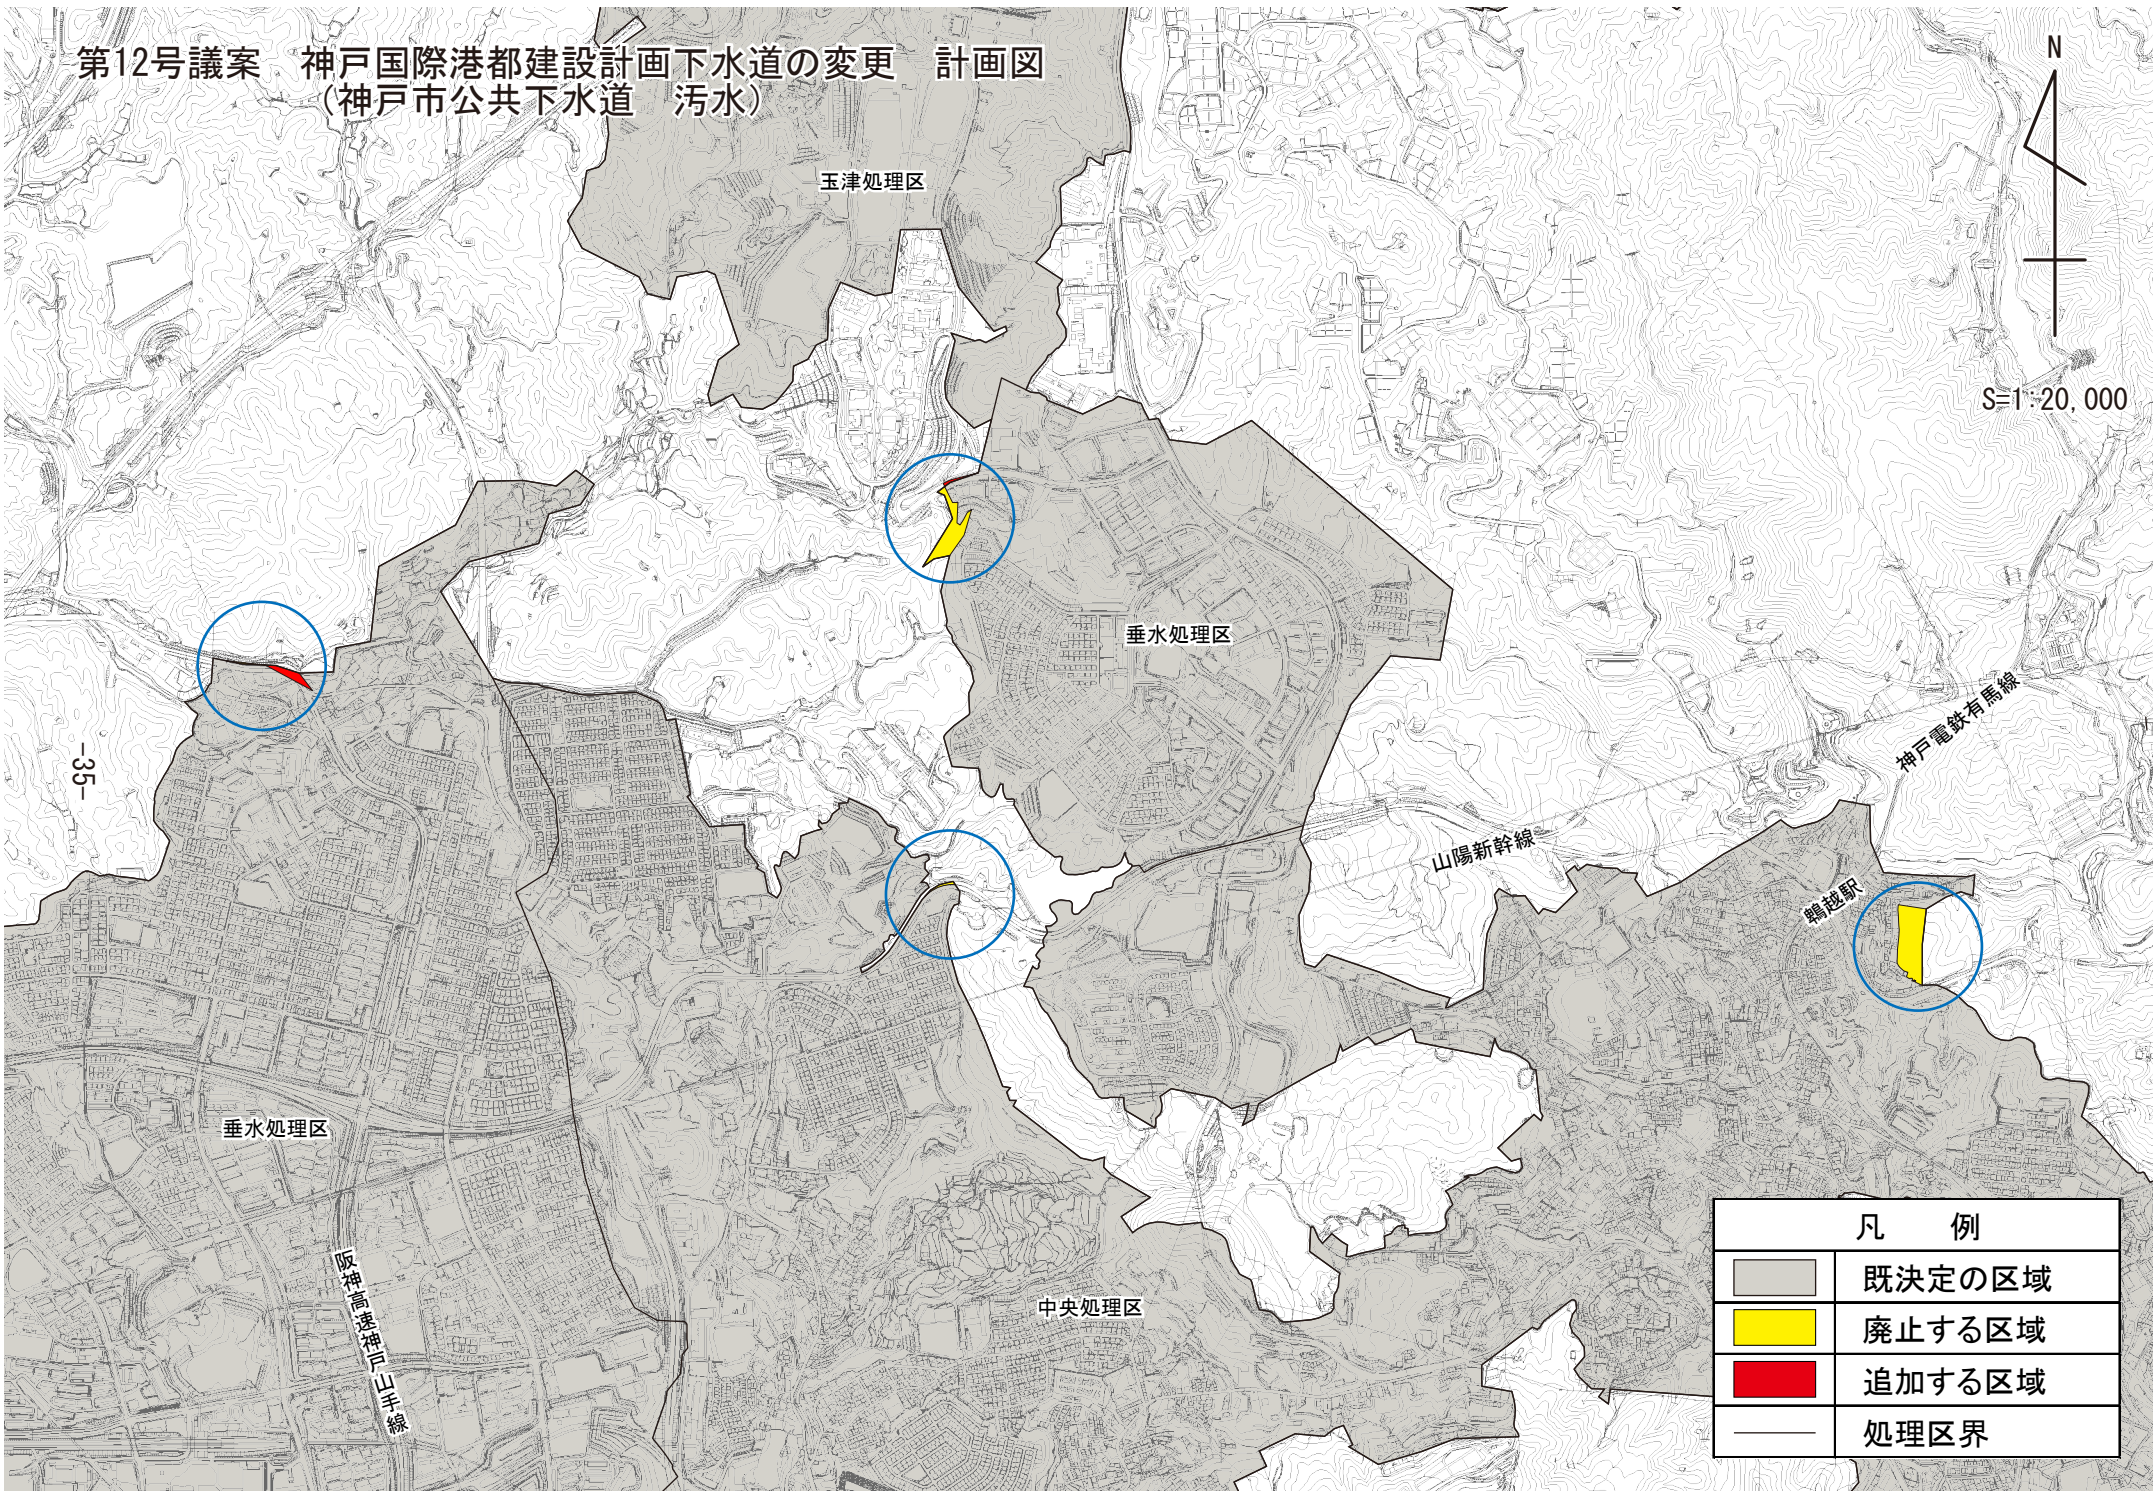 第12号議案　神戸国際港都建設計画下水道の変更　計画図
（神戸市公共下水道　汚水）
N
S=1:20,000
玉津処理区
垂水処理区
神戸電鉄有馬線
山陽新幹線
鵯越駅
-35-
垂水処理区
阪神高速神戸山手線
中央処理区
凡　例
既決定の区域
廃止する区域
追加する区域
処理区界